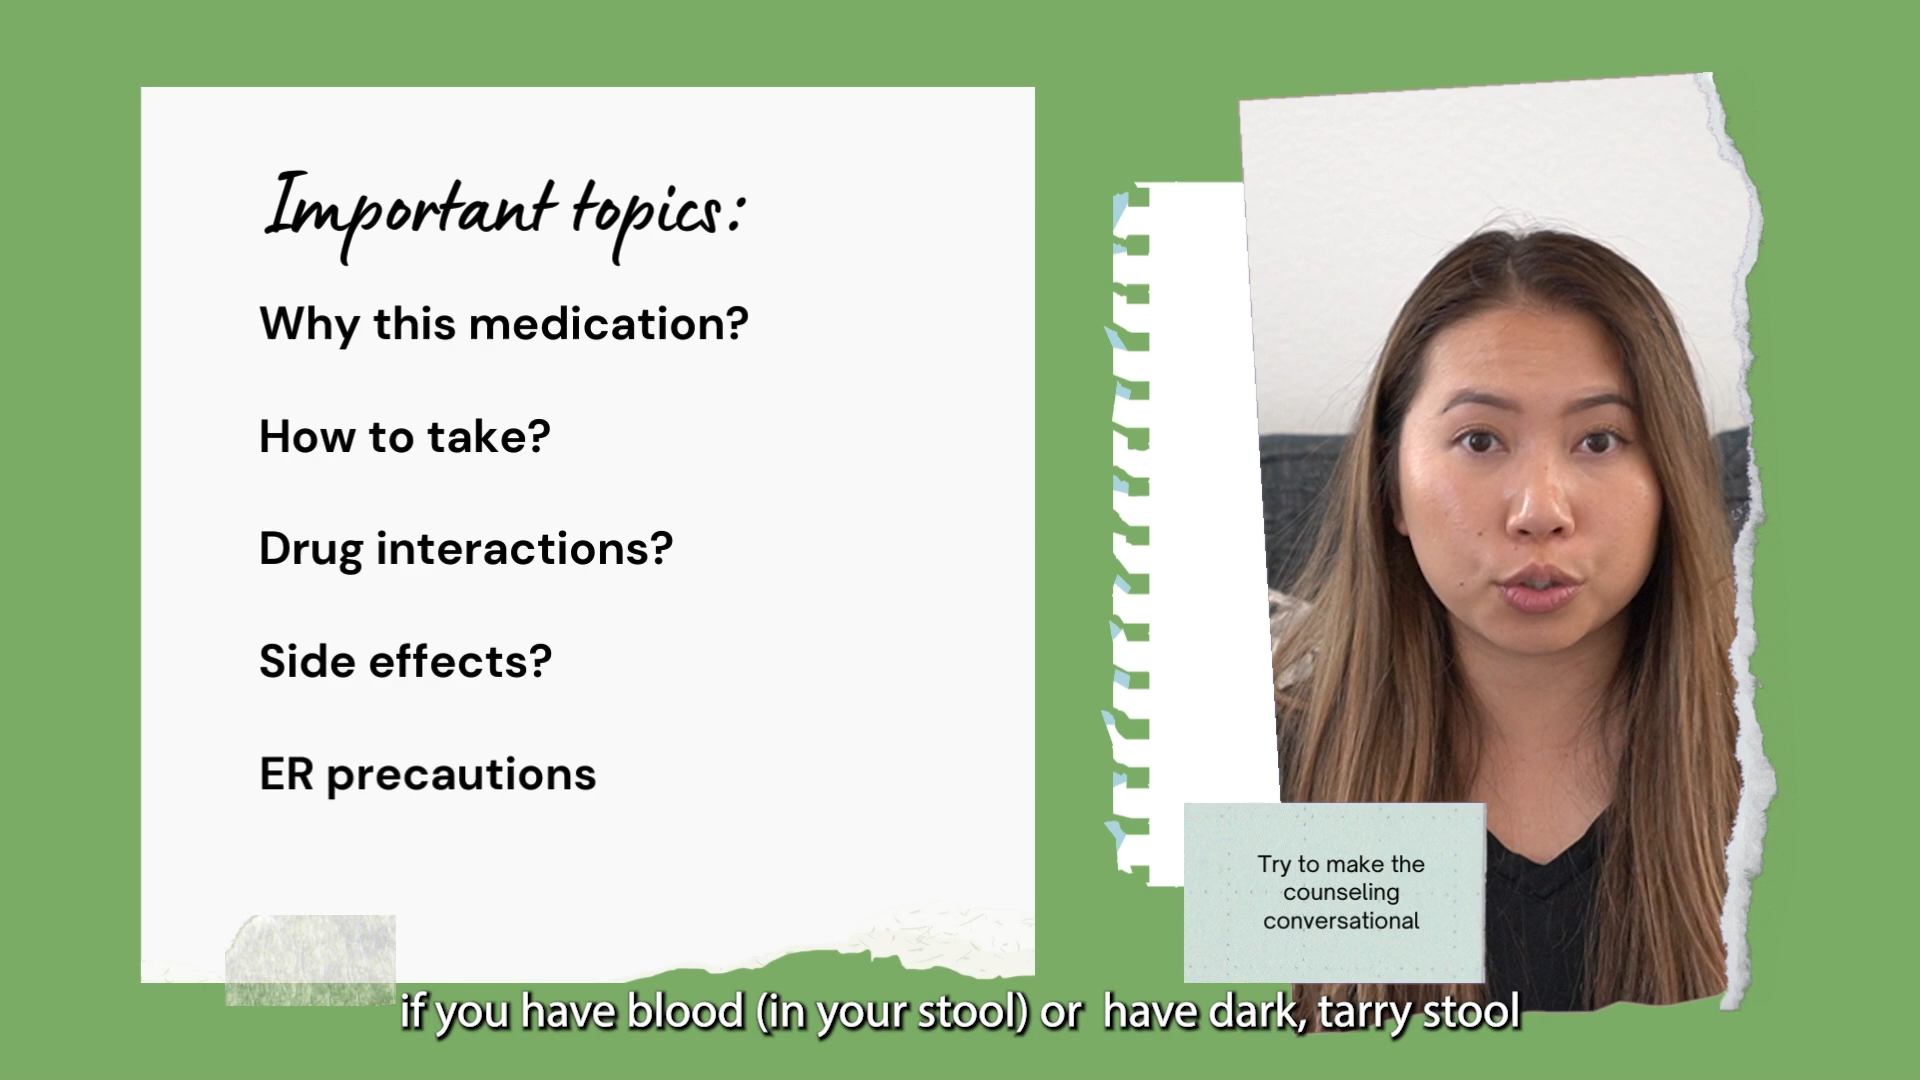 Important topics:
Why this medication?
How to take?
Drug interactions?
Side effects?
ER precautions
Try to make the
counseling
conversational
if you have blood (in your stool) or have dark, tarry stool